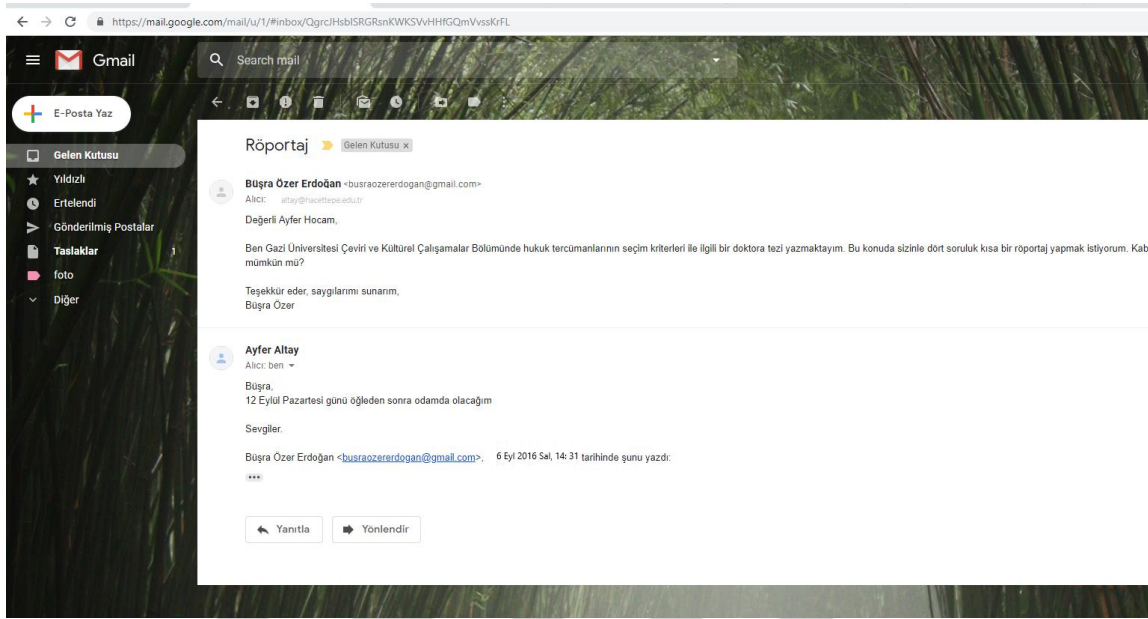 https://mail.google.com/mail/u/1/#inbox/QgrcJHsblSRGRsnKWKSVvHHfGQmVvssKrFL
Gmail
Search mail
E-Posta Yaz
Gelen Kutusu
Yıldızlı
Ertelendi
Gönderilmiş Postalar
Taslaklar 1
foto
Diğer
Röportaj Gelen Kutusu x
Büşra Özer Erdoğan <busraozererdogan@gmail.com>
Alıcı: altay@hacettepe.edu.tr
Değerli Ayfer Hocam,
Ben Gazi Üniversitesi Çeviri ve Kültürel Çalışamalar Bölümünde hukuk tercümanlarının seçim kriterleri ile ilgili bir doktora tezi yazmaktayım. Bu konuda sizinle dört soruluk kısa bir röportaj yapmak istiyorum. Kab
mümkün mü?
Teşekkür eder, saygılarımı sunarım,
Büşra Özer
Ayfer Altay
Alıcı: ben
Büşra,
12 Eylül Pazartesi günü öğleden sonra odamda olacağım
Sevgiler.
Büşra Özer Erdoğan <busraozererdogan@gmail.com>, 6 Eyl 2016 Sal, 14: 31 tarihinde şunu yazdı:
Yanıtla
Yönlendir